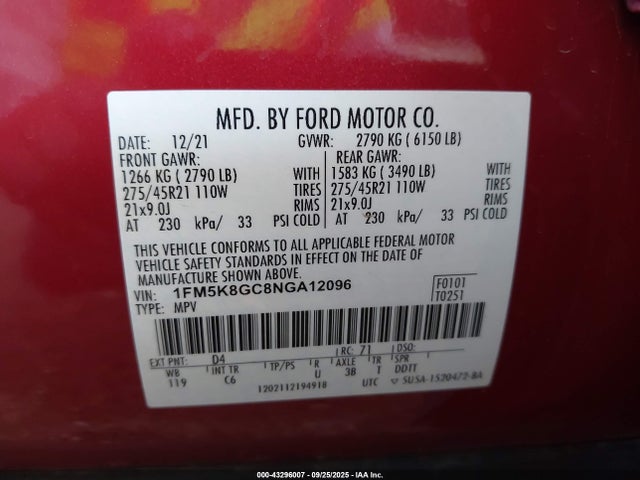 MFD. BY FORD MOTOR CO.
DATE: 12/21 GVWR: 2790 KG ( 6150 LB)
FRONT GAWR: REAR GAWR:
1266 KG ( 2790 LB) WITH 1583 KG ( 3490 LB) WITH
275/45R21 110W TIRES 275/45R21 110W TIRES
21x9.0J RIMS 21x9.0J RIMS
AT 230 kPa/ 33 PSI COLD AT 230 kPa/ 33 PSI COLD
THIS VEHICLE CONFORMS TO ALL APPLICABLE FEDERAL MOTOR
VEHICLE SAFETY STANDARDS IN EFFECT ON THE DATE OF
MANUFACTURE SHOWN ABOVE.
VIN: 1FM5K8GC8NGA12096 F0101
TYPE: MPV T0251
EXT PNT: D4 RC: 71 DSO:
WB INT TR TP/PS R AXLE TR SPR
119 C6 U 3B T DDTT
1202112194918 UTC 5U5A-1520472-BA
000-43296007 - 09/25/2025 - IAA Inc.